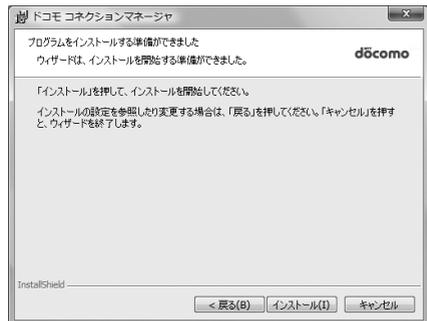 ドコモ コネクションマネージャ
プログラムをインストールする準備ができました
ウィザードは、インストールを開始する準備ができました。
döcomo
「インストール」を押して、インストールを開始してください。
インストールの設定を参照したり変更する場合は、「戻る」を押してください。「キャンセル」を押す
と、ウィザードを終了します。
InstallShield
< 戻る(B)
インストール(I)
キャンセル